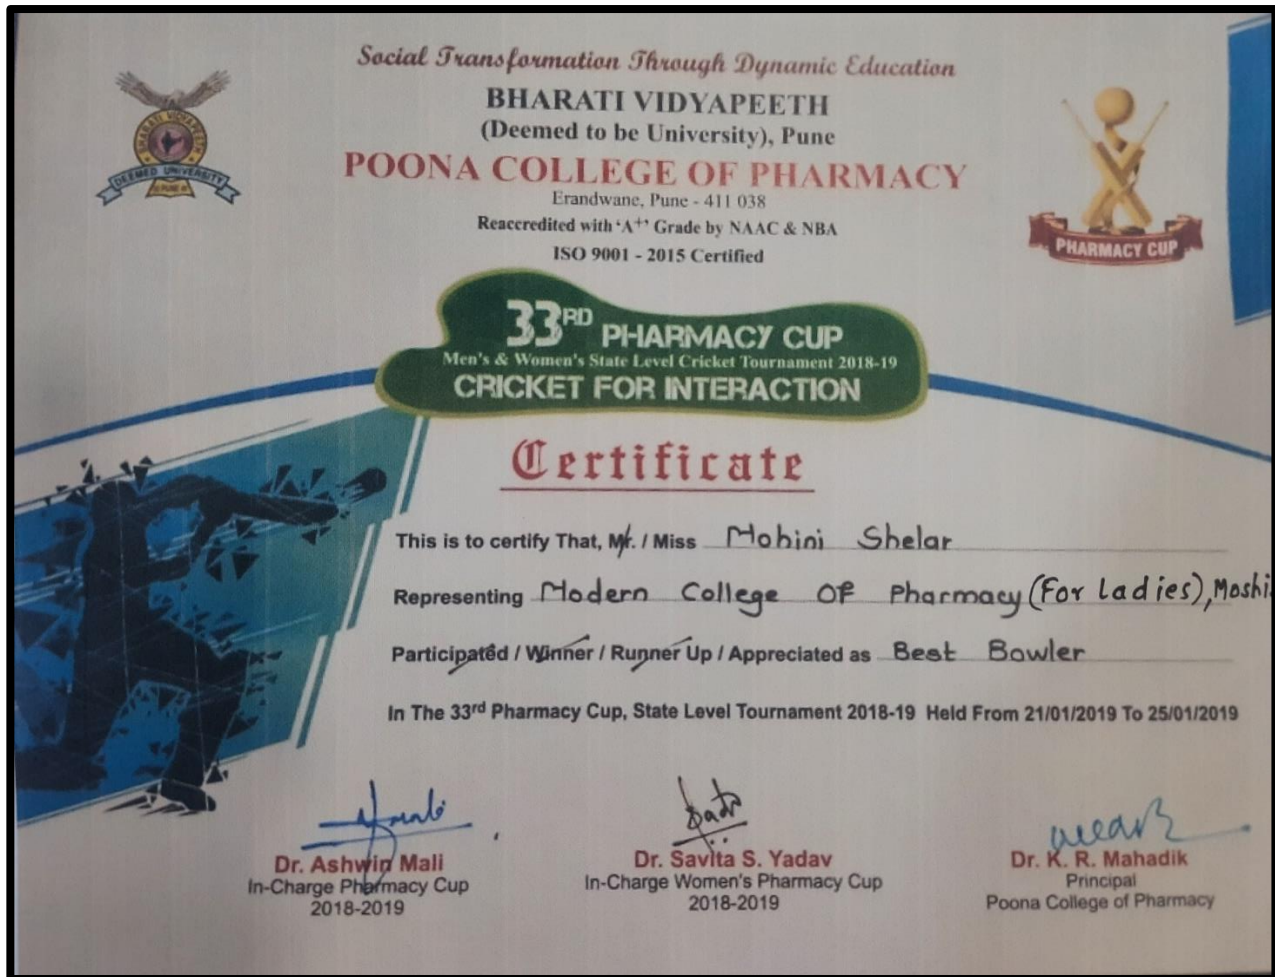 Social Transformation Through Dynamic Education
BHARATI VIDYAPEETH
(Deemed to be University), Pune
POONA COLLEGE OF PHARMACY
Erandwane, Pune - 411 038
Reaccredited with 'A+' Grade by NAAC & NBA
ISO 9001 - 2015 Certified
BHARATI VIDYAPEETH
DEEMED UNIVERSITY
PUNE
PHARMACY CUP
33RD PHARMACY CUP
Men's & Women's State Level Cricket Tournament 2018-19
CRICKET FOR INTERACTION
Certificate
This is to certify That, Mr. / Miss Mohini Shelar
Representing Modern College Of Pharmacy (For Ladies), Moshi.
Participated / Winner / Runner Up / Appreciated as Best Bowler
In The 33rd Pharmacy Cup, State Level Tournament 2018-19 Held From 21/01/2019 To 25/01/2019
Dr. Ashwin Mali
In-Charge Pharmacy Cup
2018-2019
Dr. Savita S. Yadav
In-Charge Women's Pharmacy Cup
2018-2019
Dr. K. R. Mahadik
Principal
Poona College of Pharmacy